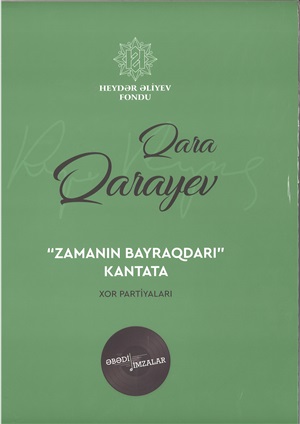 HEYDƏR ƏLİYEV
FONDU
Qara
Qarayev
“ZAMANIN BAYRAQDARI”
KANTATA
XOR PARTİYALARI
ƏBƏDİ
İMZALAR